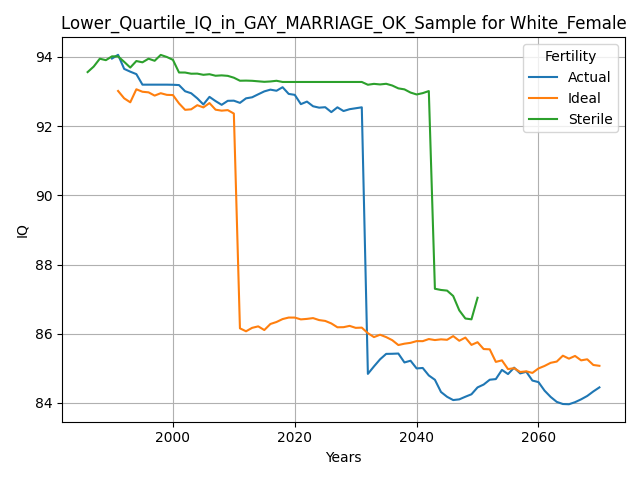 Lower_Quartile_IQ_in_GAY_MARRIAGE_OK_Sample for White_Female
Fertility
Actual
Ideal
Sterile
IQ
94
92
90
88
86
84
2000
2020
2040
2060
Years